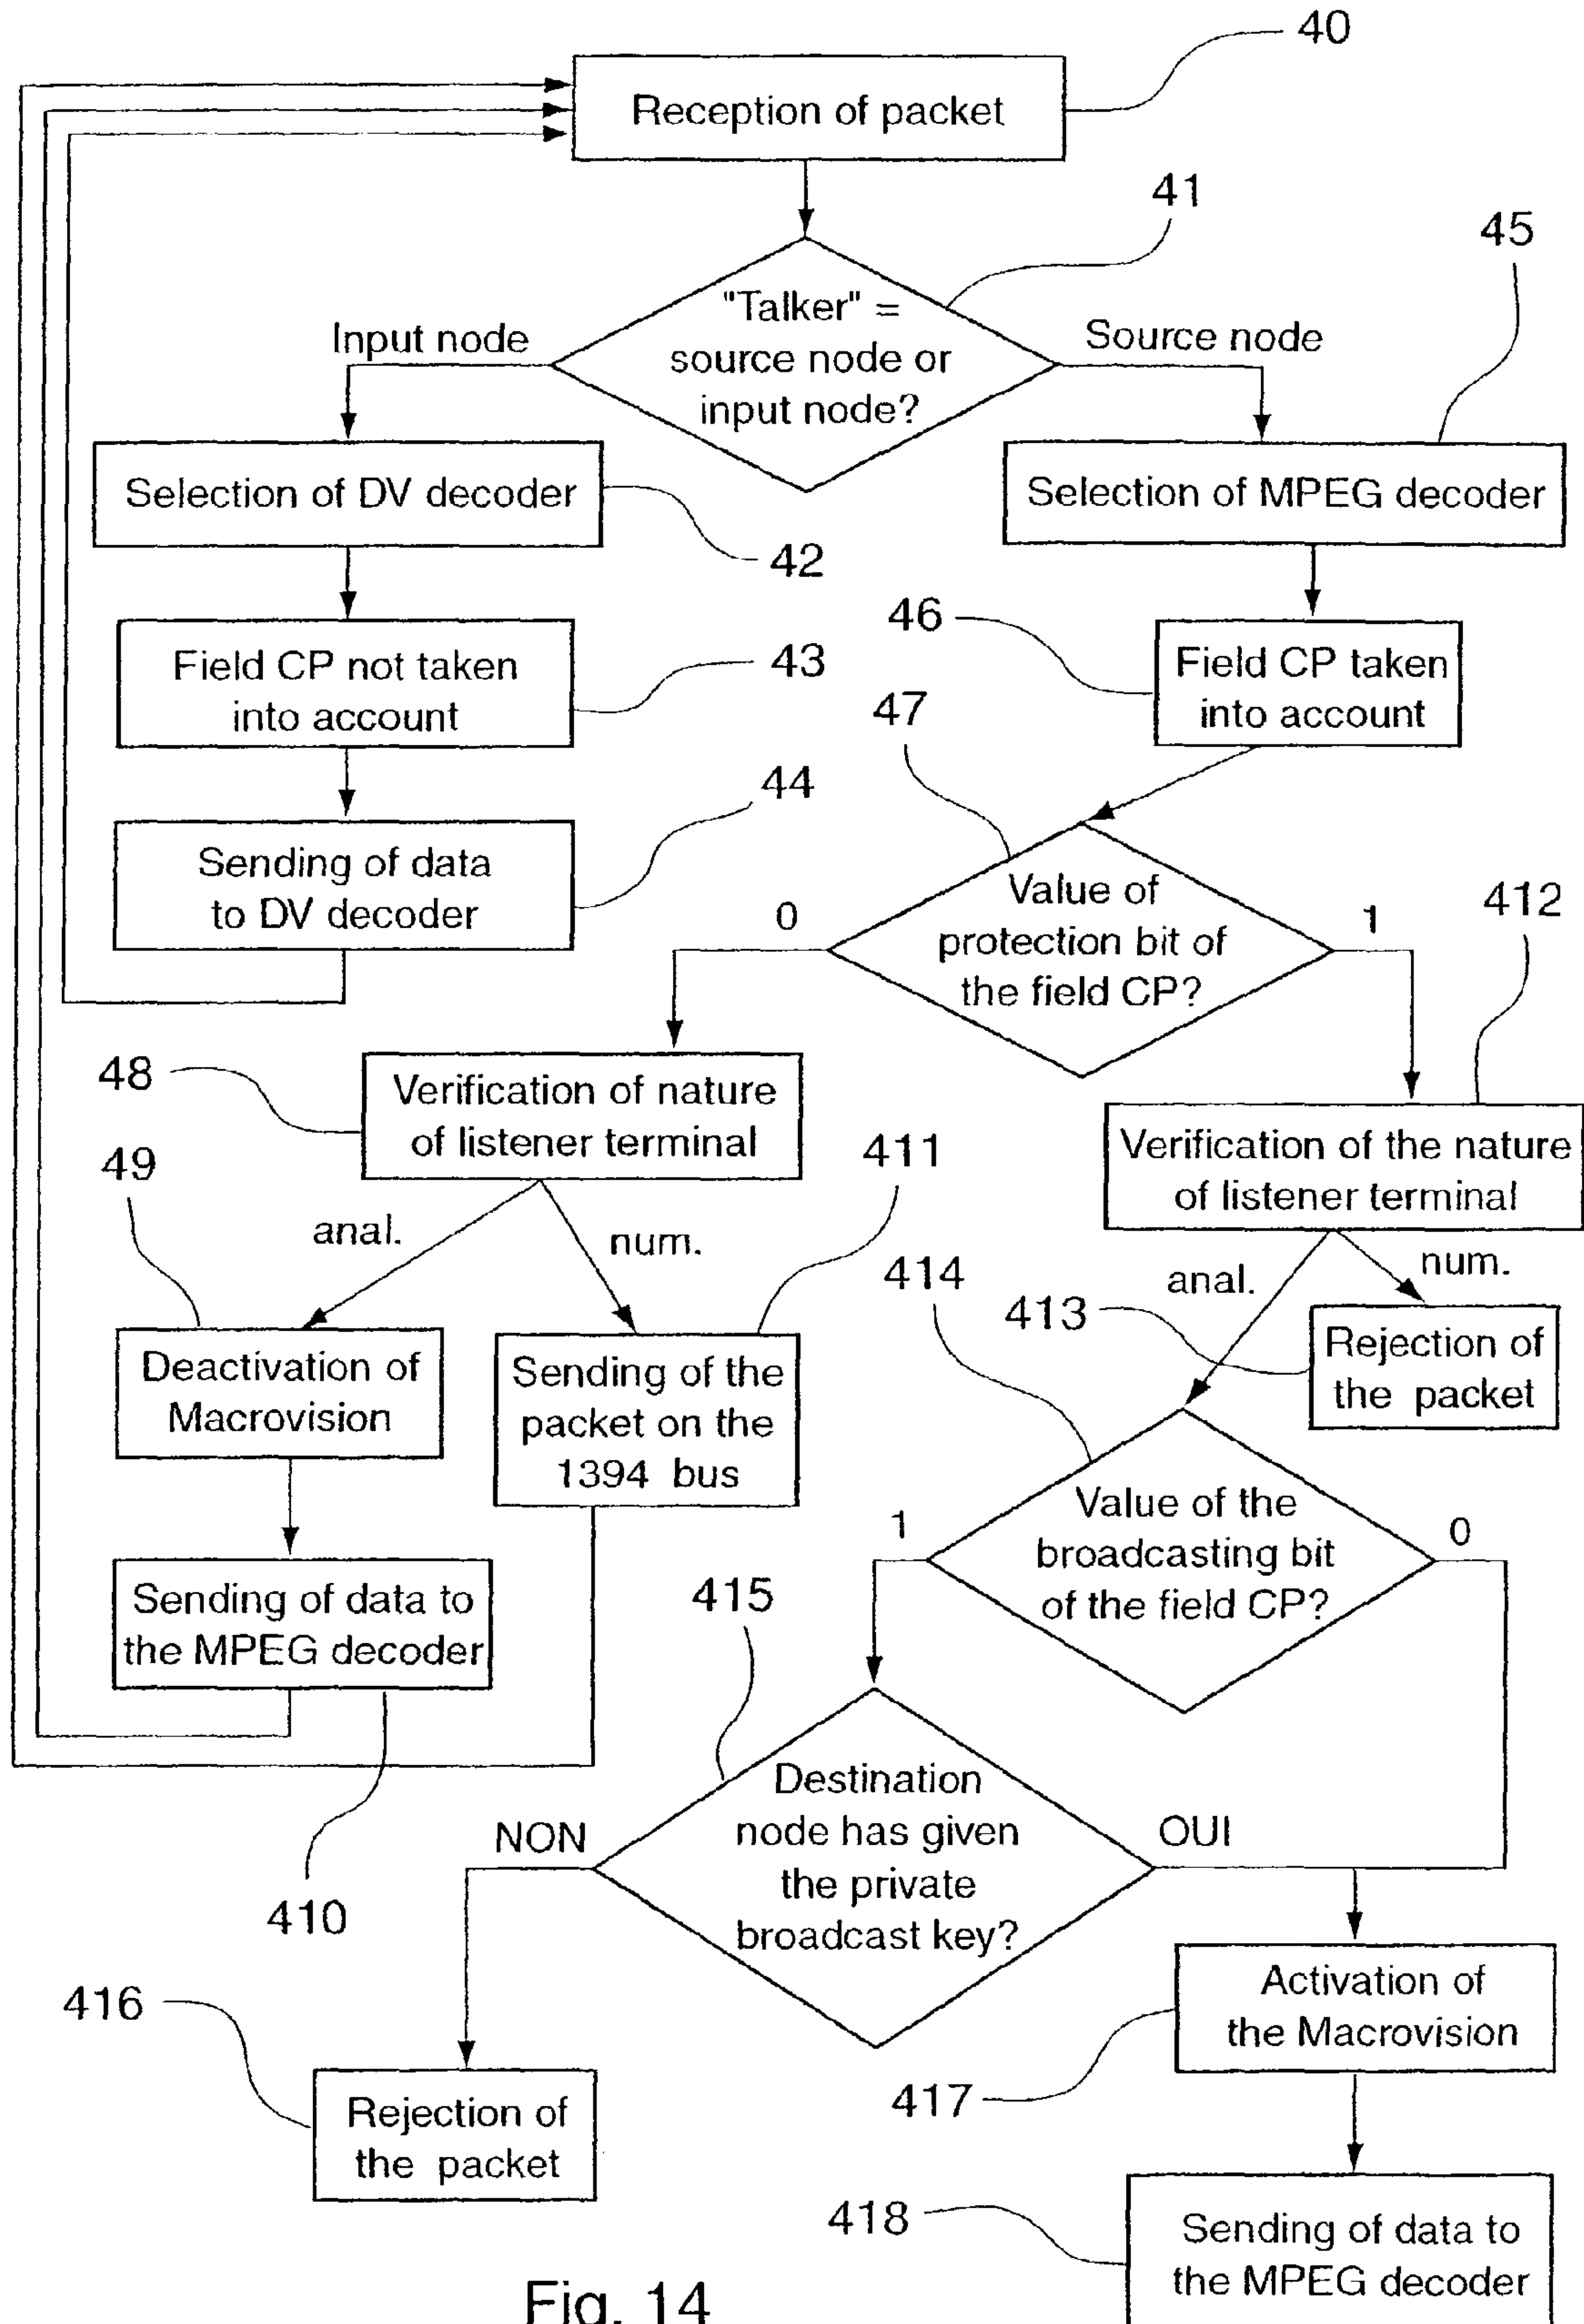 40
Reception of packet
41
45
"Talker" =
source node or
input node?
Input node
Source node
Selection of DV decoder
Selection of MPEG decoder
42
46
Field CP not taken
into account
43
Field CP taken
into account
47
44
Sending of data
to DV decoder
Value of
protection bit of
the field CP?
0
1
412
48
Verification of nature
of listener terminal
Verification of the nature
of listener terminal
49
411
anal.
num.
414
anal.
num.
413
Deactivation of
Macrovision
Sending of the
packet on the
1394 bus
Rejection of
the packet
Value of the
broadcasting bit
of the field CP?
1
0
Sending of data to
the MPEG decoder
415
410
Destination
node has given
the private
broadcast key?
NON
OUI
416
Rejection of
the packet
Activation of
the Macrovision
417
418
Sending of data to
the MPEG decoder
Fig. 14